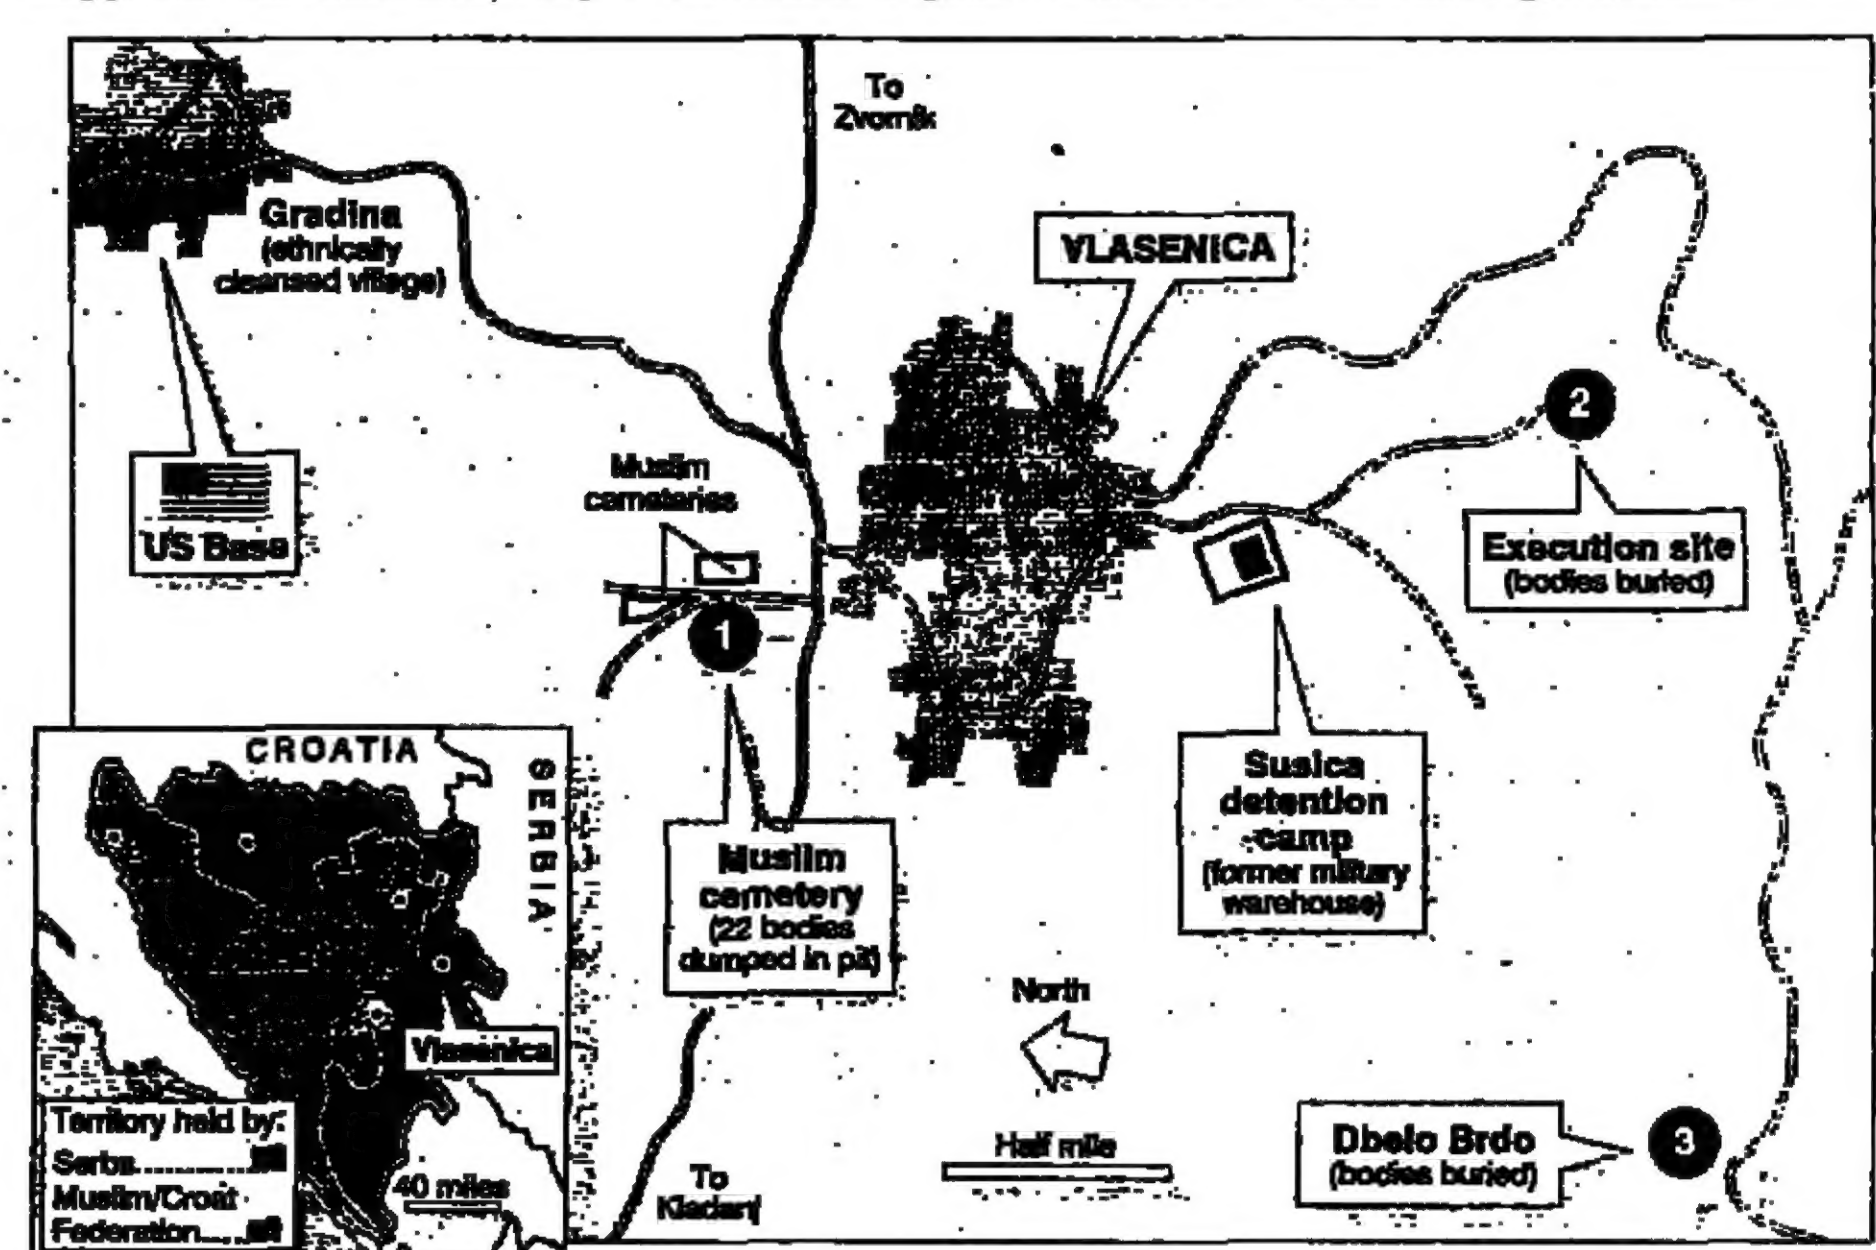 To
Zvornik
Gradina
(ethnically
cleansed village)
VLASENICA
2
Muslim
cemeteries
US Base
Execution site
(bodies buried)
1
CROATIA
SERBIA
Susica
detention
camp
(former military
warehouse)
Muslim
cemetery
(22 bodies
dumped in pit)
North
Vlasenica
Territory held by:
Serbs
Muslim/Croat
Federation
40 miles
To
Kladanj
Half mile
Dbelo Brdo
(bodies buried)
3